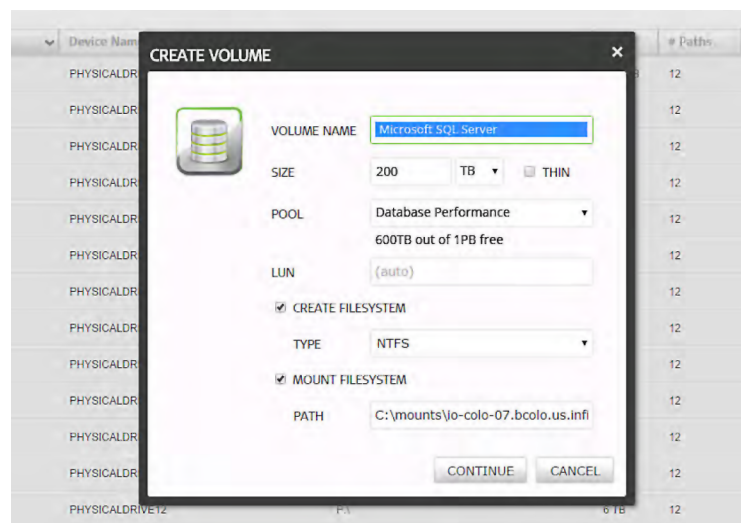 Device Nam
# Paths
CREATE VOLUME
PHYSICALDR 12
PHYSICALDR 12
PHYSICALDR 12
PHYSICALDR 12
PHYSICALDR 12
PHYSICALDR 12
PHYSICALDR 12
PHYSICALDR 12
PHYSICALDR 12
PHYSICALDR 12
PHYSICALDR 12
PHYSICALDR 12
PHYSICALDRIVE12 6 TB 12
VOLUME NAME Microsoft SQL Server
SIZE 200 TB THIN
POOL Database Performance
600TB out of 1PB free
LUN (auto)
CREATE FILESYSTEM
TYPE NTFS
MOUNT FILESYSTEM
PATH C:\mounts\io-colo-07.bcolo.us.infi
CONTINUE CANCEL